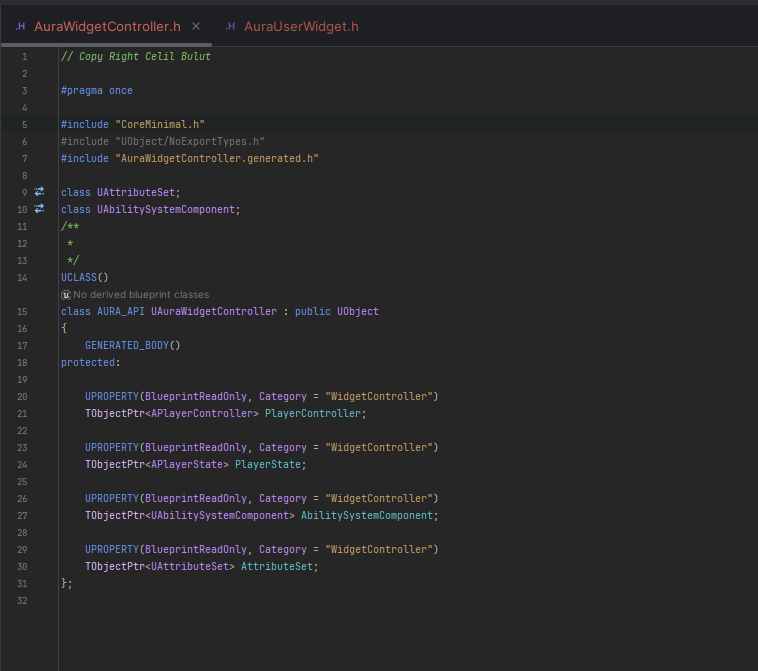 .H AuraWidgetController.h × .H AuraUserWidget.h
1 // Copy Right Celil Bulut
2
3 #pragma once
4
5 #include "CoreMinimal.h"
6 #include "UObject/NoExportTypes.h"
7 #include "AuraWidgetController.generated.h"
8
9 class UAttributeSet;
10 class UAbilitySystemComponent;
11 /**
12  *
13  */
14 UCLASS()
No derived blueprint classes
15 class AURA_API UAuraWidgetController : public UObject
16 {
17     GENERATED_BODY()
18 protected:
19
20     UPROPERTY(BlueprintReadOnly, Category = "WidgetController")
21     TObjectPtr<APlayerController> PlayerController;
22
23     UPROPERTY(BlueprintReadOnly, Category = "WidgetController")
24     TObjectPtr<APlayerState> PlayerState;
25
26     UPROPERTY(BlueprintReadOnly, Category = "WidgetController")
27     TObjectPtr<UAbilitySystemComponent> AbilitySystemComponent;
28
29     UPROPERTY(BlueprintReadOnly, Category = "WidgetController")
30     TObjectPtr<UAttributeSet> AttributeSet;
31 };
32